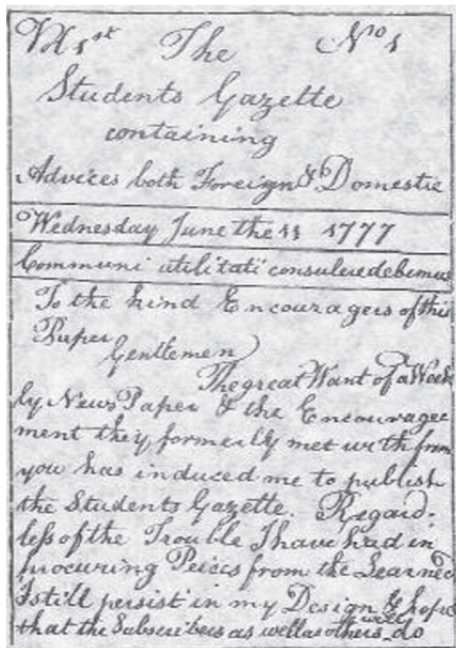 Vol 1st The No 1
Students Gazette
containing
Advices both Foreign & Domestic
Wednesday June the 11 1777
Communi utilitati consulere debemus
To the kind Encouragers of this
Paper
Gentlemen
The great Want of a Week
ly News Paper & the Encourage
ment they formerly met with from
you has induced me to publish
the Students Gazette. Regard:
less of the Trouble I have had in
procuring Peices from the Learned
I still persist in my Design & hope
that the Subscribers as well as others will do